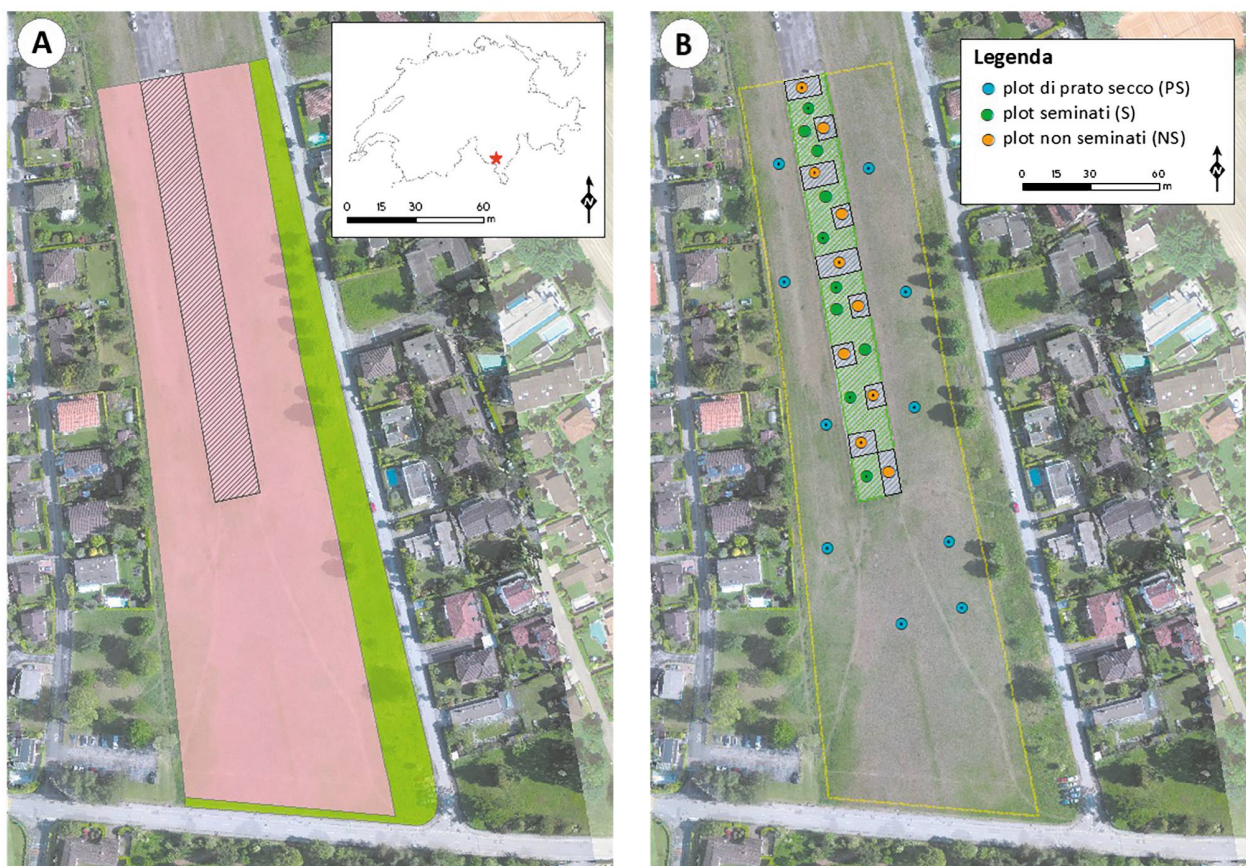 A
0 15 30 60
m
N
B
Legenda
plot di prato secco (PS)
plot seminati (S)
plot non seminati (NS)
0 15 30 60
m
N